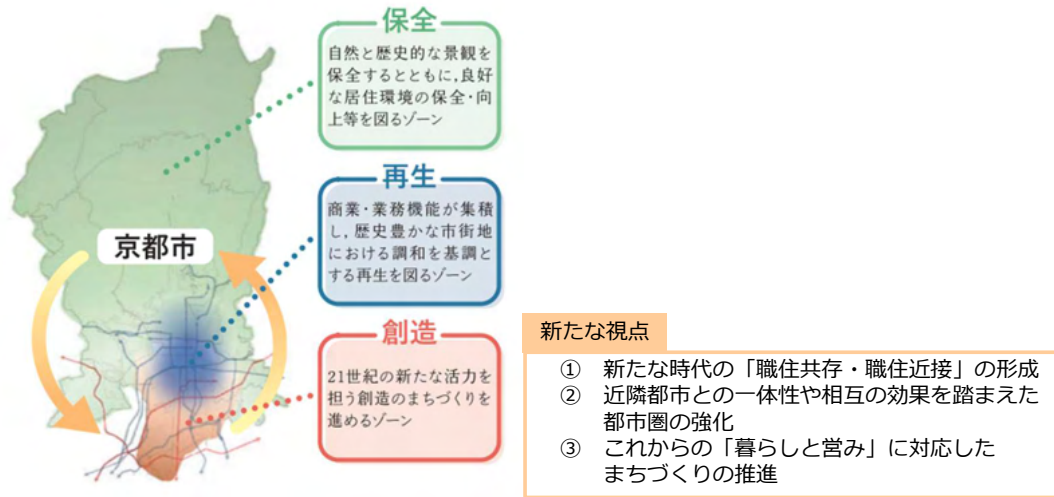 保全
自然と歴史的な景観を
保全するとともに,良好
な居住環境の保全・向
上等を図るゾーン
再生
商業・業務機能が集積
し,歴史豊かな市街地
における調和を基調と
する再生を図るゾーン
京都市
創造
21世紀の新たな活力を
担う創造のまちづくりを
進めるゾーン
新たな視点
① 新たな時代の「職住共存・職住近接」の形成
② 近隣都市との一体性や相互の効果を踏まえた
都市圏の強化
③ これからの「暮らしと営み」に対応した
まちづくりの推進